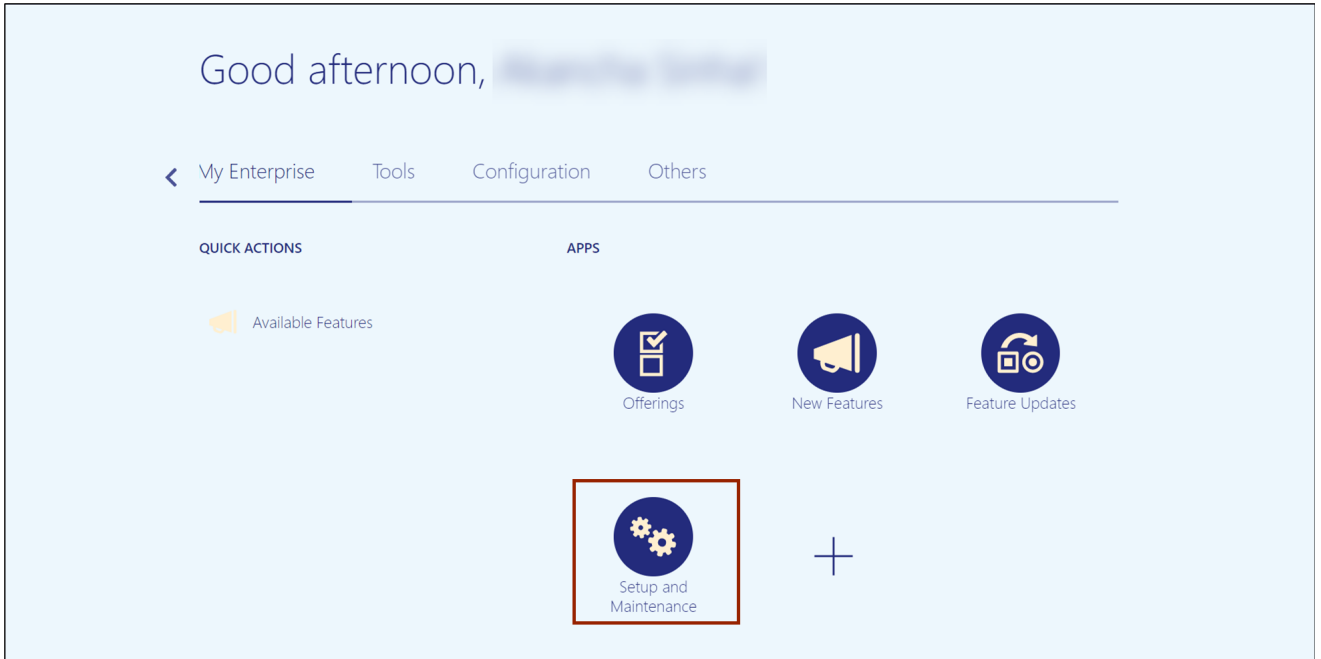 Good afternoon,
My Enterprise Tools Configuration Others
QUICK ACTIONS APPS
Available Features
Offerings New Features Feature Updates
Setup and
Maintenance